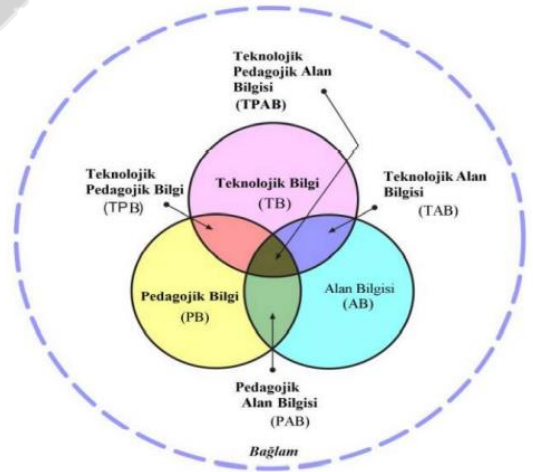 Teknolojik
Pedagojik Alan
Bilgisi
(TPAB)
Teknolojik
Pedagojik Bilgi
(TPB)
Teknolojik Bilgi
(TB)
Teknolojik Alan
Bilgisi
(TAB)
Pedagojik Bilgi
(PB)
Alan Bilgisi
(AB)
Pedagojik
Alan Bilgisi
(PAB)
Bağlam